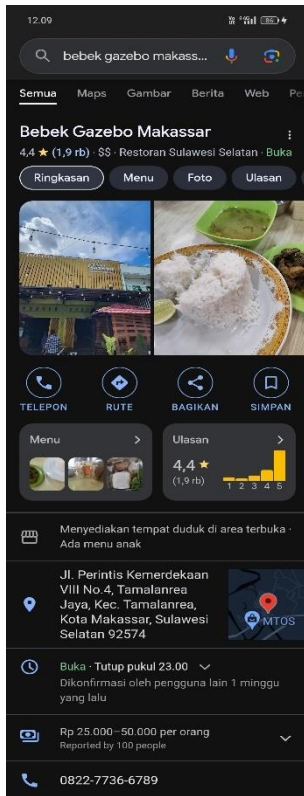 12.09
86
bebek gazebo makass...
Semua Maps Gambar Berita Web Pe
Bebek Gazebo Makassar
4,4 ★ (1,9 rb) · $$ · Restoran Sulawesi Selatan · Buka
Ringkasan Menu Foto Ulasan
TELEPON RUTE BAGIKAN SIMPAN
Menu >
Ulasan >
4,4 ★
(1,9 rb)
1 2 3 4 5
Menyediakan tempat duduk di area terbuka ·
Ada menu anak
Jl. Perintis Kemerdekaan
VIII No.4, Tamalanrea
Jaya, Kec. Tamalanrea,
Kota Makassar, Sulawesi
Selatan 92574
MTOS
Buka · Tutup pukul 23.00
Dikonfirmasi oleh pengguna lain 1 minggu
yang lalu
Rp 25.000–50.000 per orang
Reported by 100 people
0822-7736-6789